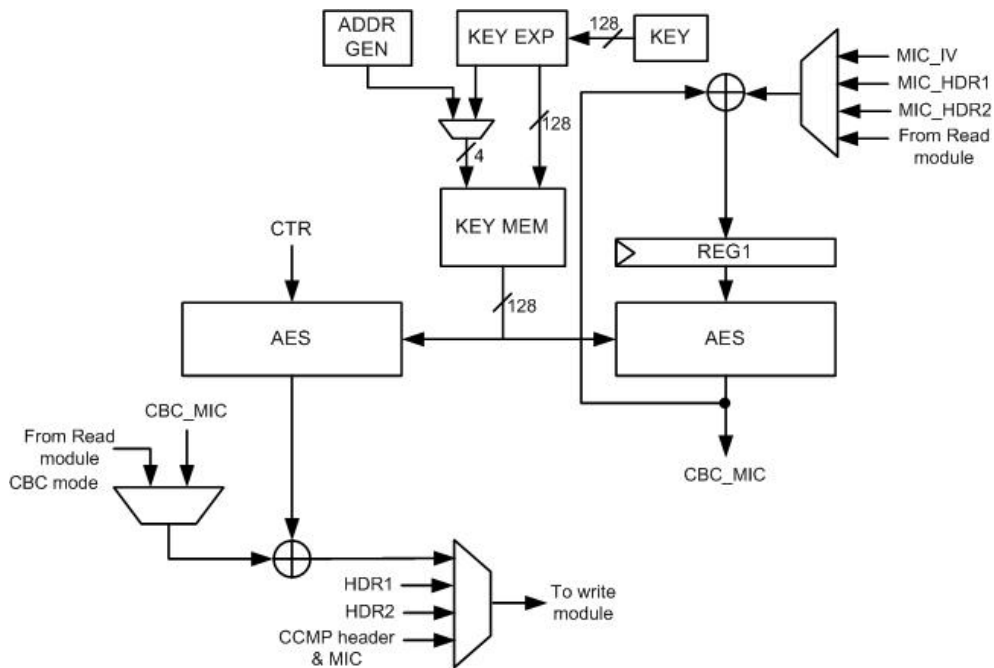 ADDR
GEN
KEY EXP
128
KEY
MIC_IV
MIC_HDR1
MIC_HDR2
From Read
module
128
4
KEY MEM
CTR
REG1
128
AES
AES
CBC_MIC
From Read
module
CBC mode
CBC_MIC
HDR1
HDR2
CCMP header
& MIC
To write
module